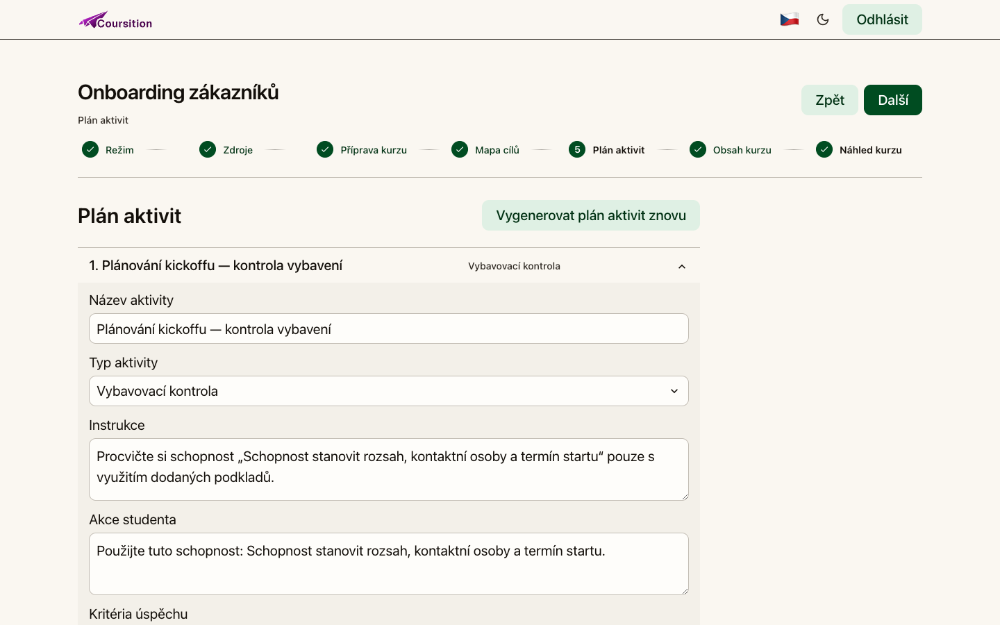 Coursition
Odhlásit
Onboarding zákazníků
Zpět
Další
Plán aktivit
Režim
Zdroje
Příprava kurzu
Mapa cílů
5
Plán aktivit
Obsah kurzu
Náhled kurzu
Plán aktivit
Vygenerovat plán aktivit znovu
1. Plánování kickoffu — kontrola vybavení
Vybavovací kontrola
Název aktivity
Plánování kickoffu — kontrola vybavení
Typ aktivity
Vybavovací kontrola
Instrukce
Procvičte si schopnost „Schopnost stanovit rozsah, kontaktní osoby a termín startu“ pouze s
využitím dodaných podkladů.
Akce studenta
Použijte tuto schopnost: Schopnost stanovit rozsah, kontaktní osoby a termín startu.
Kritéria úspěchu